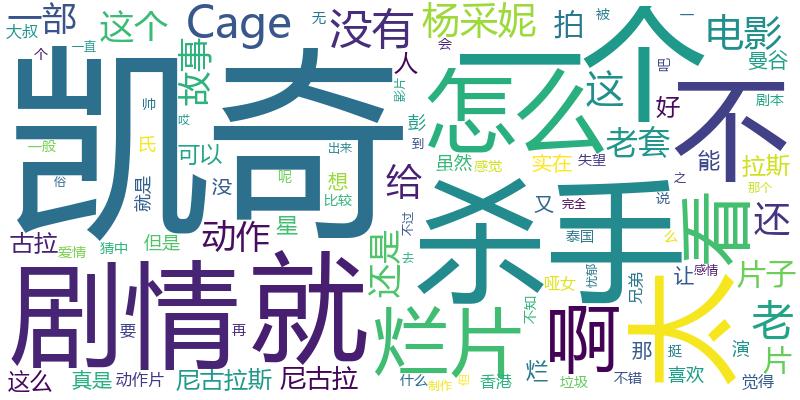 大叔
一部
这个
Cage
无
没有
杨采妮
拍
被
一
电影
个
一直
故事
人
会
一个
这
吧
曼谷
凯奇
帅
哎
影片
怎么
好
不
剧本
一般
氏
可以
出来
彭
到
虽然
感觉
实在
失望
老套
能
拉斯
俗
就是
没
呢
想
比较
给
杀手
又
完全
说
之
那个
看
还
古拉
爱情
猜中
但是
动作
星
还是
不过
去
泰国
么
哑女
忧郁
兄弟
让
感情
片子
剧情
就
要
再
烂片
不知
啊
太
老
这么
真是
动作片
尼古拉斯
尼古拉
什么
制作
香港
烂
垃圾
那
不错
挺
喜欢
演
觉得
片